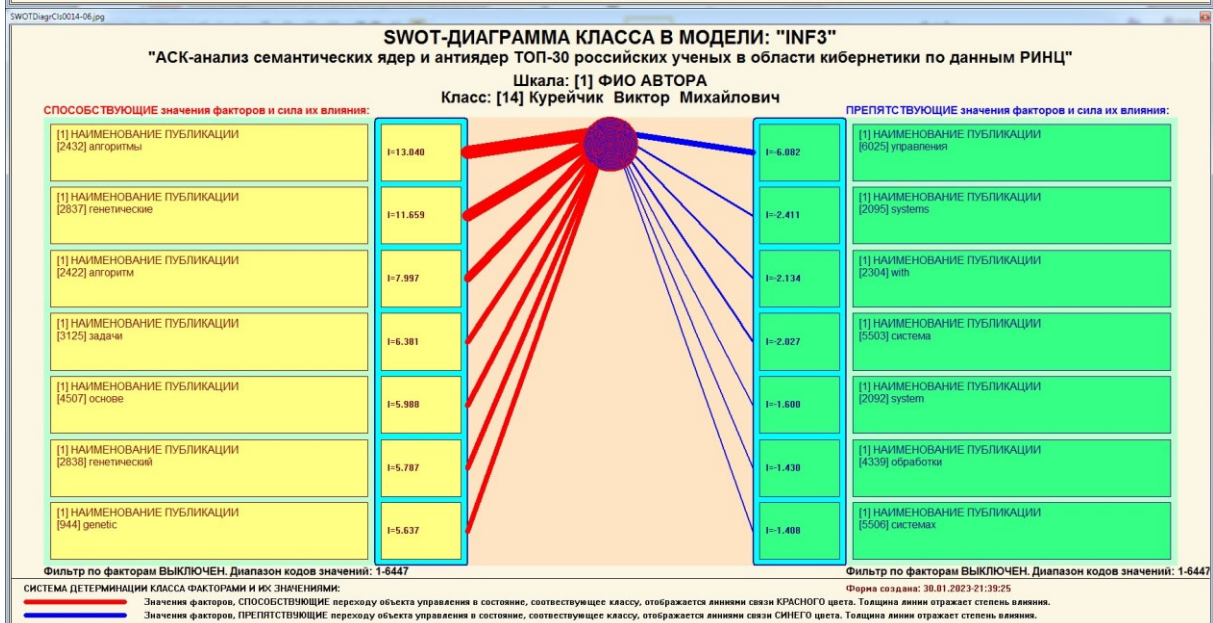 SWOTDiagrCls0014-06.jpg
SWOT-ДИАГРАММА КЛАССА В МОДЕЛИ: "INF3"
"АСК-анализ семантических ядер и антиядер ТОП-30 российских ученых в области кибернетики по данным РИНЦ"
Шкала: [1] ФИО АВТОРА
Класс: [14] Курейчик Виктор Михайлович
СПОСОБСТВУЮЩИЕ значения факторов и сила их влияния:
ПРЕПЯТСТВУЮЩИЕ значения факторов и сила их влияния:
[1] НАИМЕНОВАНИЕ ПУБЛИКАЦИИ
[2432] алгоритмы
I=13.040
I=-6.082
[1] НАИМЕНОВАНИЕ ПУБЛИКАЦИИ
[6025] управления
[1] НАИМЕНОВАНИЕ ПУБЛИКАЦИИ
[2837] генетические
I=11.659
I=-2.411
[1] НАИМЕНОВАНИЕ ПУБЛИКАЦИИ
[2095] systems
[1] НАИМЕНОВАНИЕ ПУБЛИКАЦИИ
[2422] алгоритм
I=7.997
I=-2.134
[1] НАИМЕНОВАНИЕ ПУБЛИКАЦИИ
[2304] with
[1] НАИМЕНОВАНИЕ ПУБЛИКАЦИИ
[3125] задачи
I=6.381
I=-2.027
[1] НАИМЕНОВАНИЕ ПУБЛИКАЦИИ
[5503] система
[1] НАИМЕНОВАНИЕ ПУБЛИКАЦИИ
[4507] основе
I=5.988
I=-1.600
[1] НАИМЕНОВАНИЕ ПУБЛИКАЦИИ
[2092] system
[1] НАИМЕНОВАНИЕ ПУБЛИКАЦИИ
[2838] генетический
I=5.787
I=-1.430
[1] НАИМЕНОВАНИЕ ПУБЛИКАЦИИ
[4339] обработки
[1] НАИМЕНОВАНИЕ ПУБЛИКАЦИИ
[944] genetic
I=5.637
I=-1.408
[1] НАИМЕНОВАНИЕ ПУБЛИКАЦИИ
[5506] системах
Фильтр по факторам ВЫКЛЮЧЕН. Диапазон кодов значений: 1-6447
Фильтр по факторам ВЫКЛЮЧЕН. Диапазон кодов значений: 1-6447
СИСТЕМА ДЕТЕРМИНАЦИИ КЛАССА ФАКТОРАМИ И ИХ ЗНАЧЕНИЯМИ:
Форма создана: 30.01.2023-21:39:25
Значения факторов, СПОСОБСТВУЮЩИЕ переходу объекта управления в состояние, соотвествующее классу, отображается линиями связи КРАСНОГО цвета. Толщина линии отражает степень влияния.
Значения факторов, ПРЕПЯТСТВУЮЩИЕ переходу объекта управления в состояние, соотвествующее классу, отображается линиями связи СИНЕГО цвета. Толщина линии отражает степень влияния.